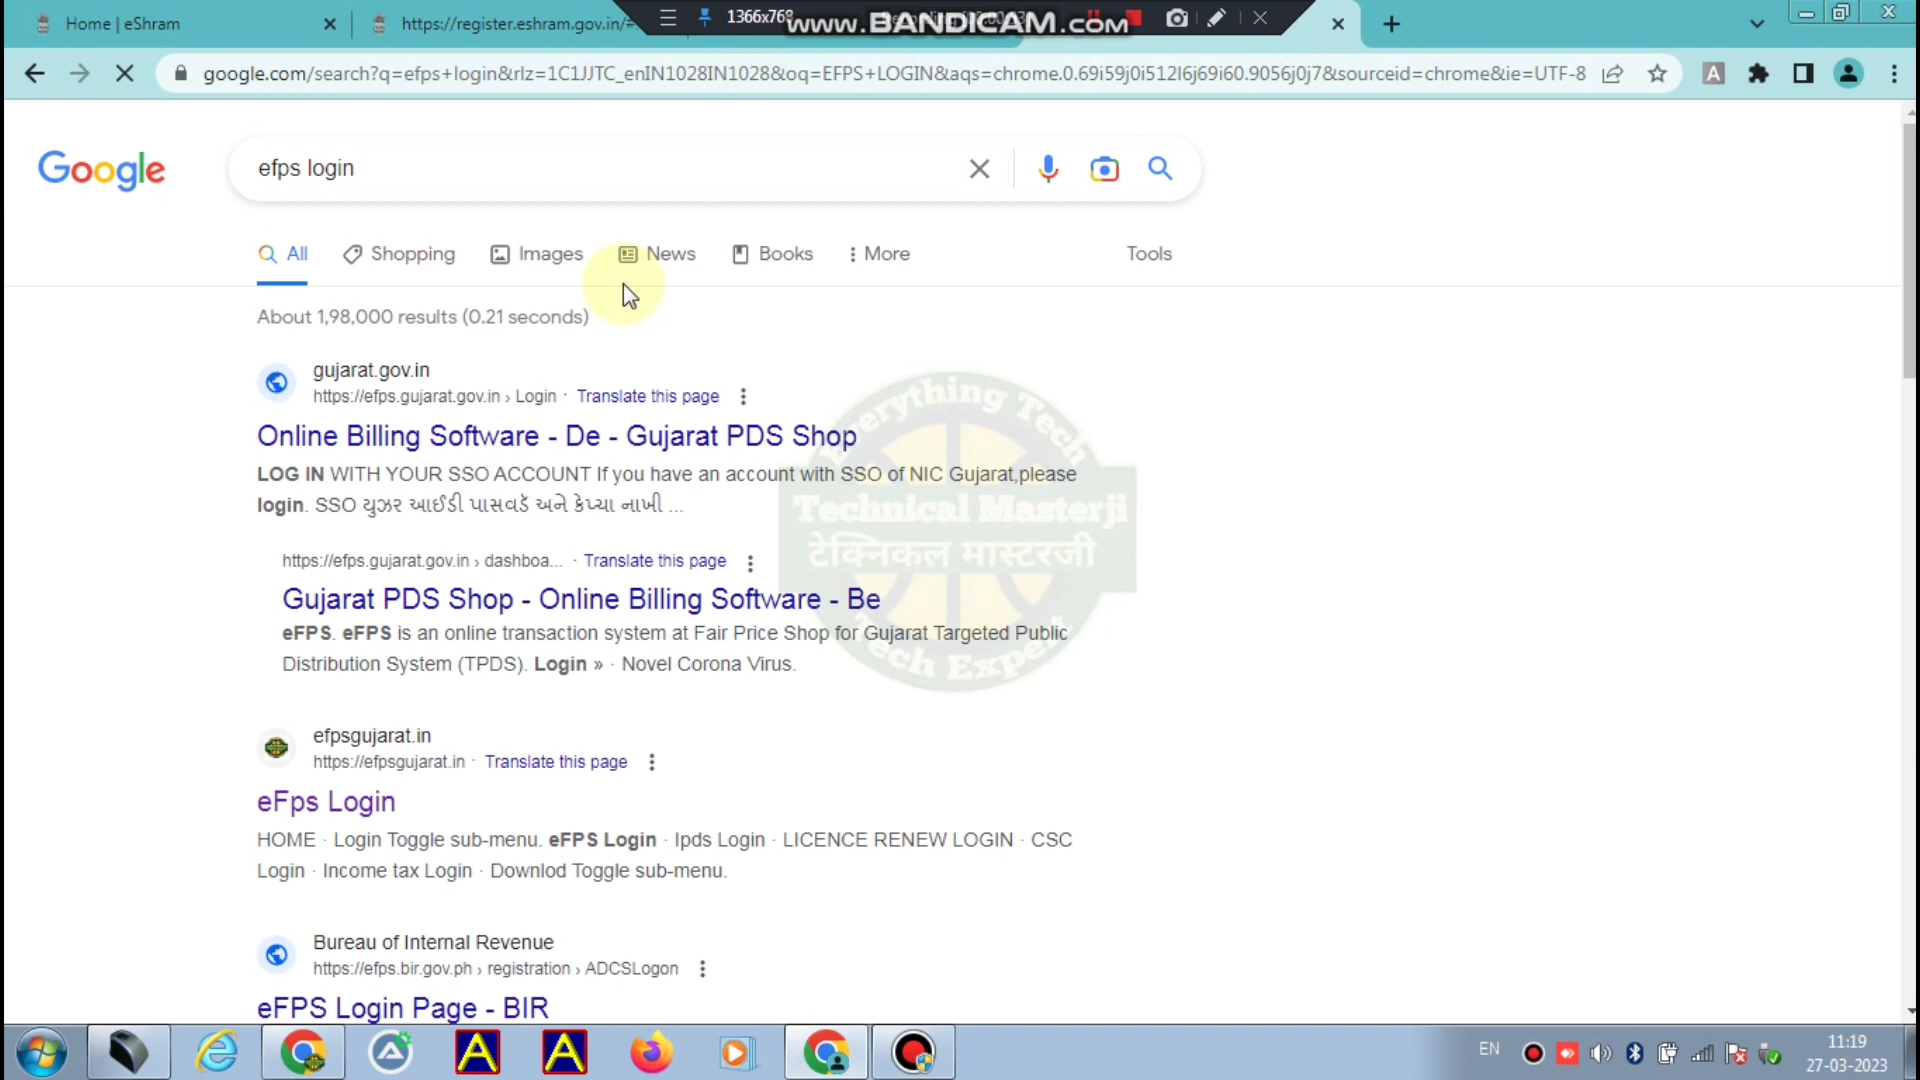 Home | eShram
https://register.eshram.gov.in/#
1366x768
www.BANDICAM.com
google.com/search?q=efps+login&rlz=1C1JJTC_enIN1028IN1028&oq=EFPS+LOGIN&aqs=chrome.0.69i59j0i512l6j69i60.9056j0j7&sourceid=chrome&ie=UTF-8
A
Google
efps login
All
Shopping
Images
News
Books
More
Tools
About 1,98,000 results (0.21 seconds)
gujarat.gov.in
https://efps.gujarat.gov.in › Login · Translate this page
Online Billing Software - De - Gujarat PDS Shop
LOG IN WITH YOUR SSO ACCOUNT If you have an account with SSO of NIC Gujarat,please
login. SSO યુઝર આઈડી પાસવર્ડ અને કેપ્ચા નાખી ...
https://efps.gujarat.gov.in › dashboa... · Translate this page
Gujarat PDS Shop - Online Billing Software - Be
eFPS. eFPS is an online transaction system at Fair Price Shop for Gujarat Targeted Public
Distribution System (TPDS). Login » · Novel Corona Virus.
efpsgujarat.in
https://efpsgujarat.in · Translate this page
eFps Login
HOME · Login Toggle sub-menu. eFPS Login · Ipds Login · LICENCE RENEW LOGIN · CSC
Login · Income tax Login · Downlod Toggle sub-menu.
Bureau of Internal Revenue
https://efps.bir.gov.ph › registration › ADCSLogon
eFPS Login Page - BIR
Everything Tech
Technical Masterji
टेक्निकल मास्टरजी
Tech Expert
A
A
EN
11:19
27-03-2023